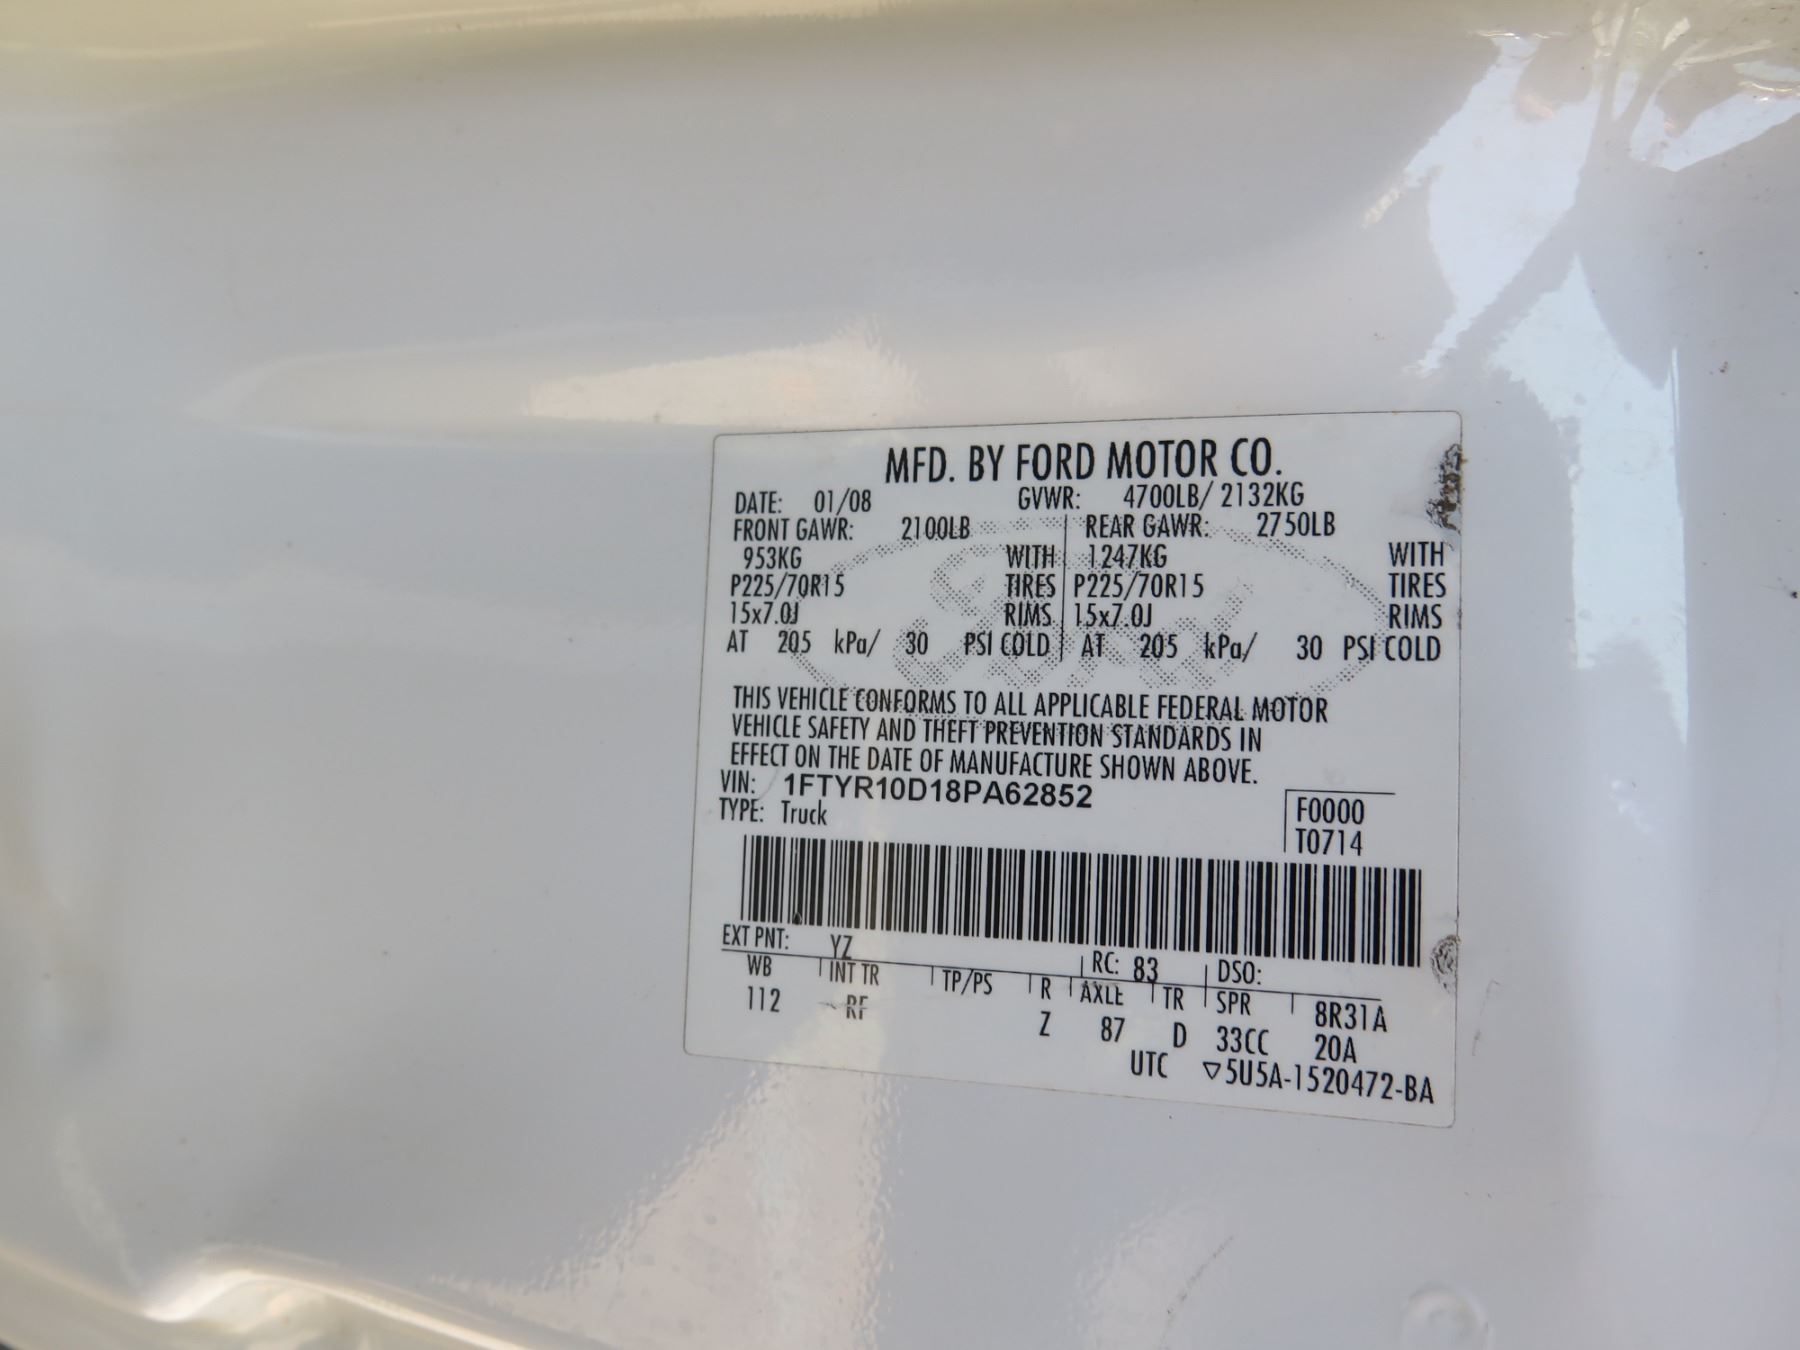 MFD. BY FORD MOTOR CO.
DATE: 01/08 GVWR: 4700LB/ 2132KG
FRONT GAWR: 2100LB REAR GAWR: 2750LB
953KG WITH 1247KG WITH
P225/70R15 TIRES P225/70R15 TIRES
15x7.0J RIMS 15x7.0J RIMS
AT 205 kPa/ 30 PSI COLD AT 205 kPa/ 30 PSI COLD
Ford
THIS VEHICLE CONFORMS TO ALL APPLICABLE FEDERAL MOTOR
VEHICLE SAFETY AND THEFT PREVENTION STANDARDS IN
EFFECT ON THE DATE OF MANUFACTURE SHOWN ABOVE.
VIN: 1FTYR10D18PA62852
TYPE: Truck
F0000
T0714
EXT PNT: YZ RC: 83 DSO:
WB INT TR TP/PS R AXLE TR SPR 8R31A
112 RF Z 87 D 33CC 20A
UTC ▽5U5A-1520472-BA